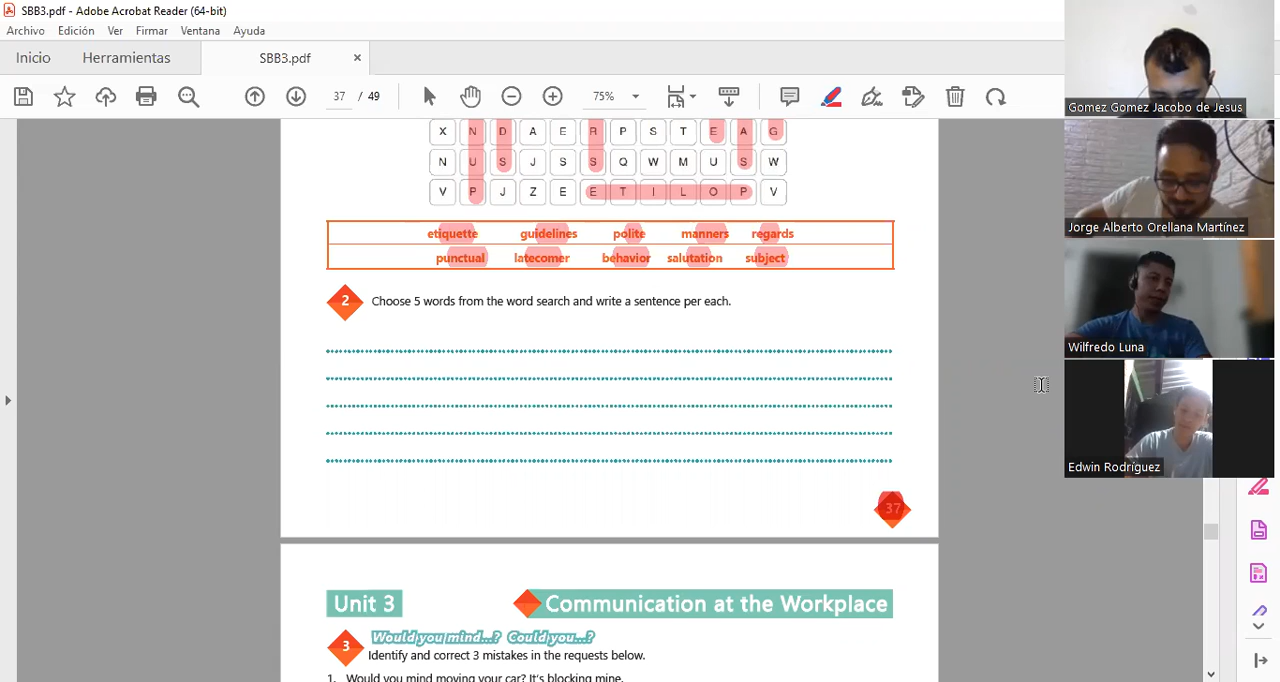 SBB3.pdf - Adobe Acrobat Reader (64-bit)
Archivo Edición Ver Firmar Ventana Ayuda
Inicio Herramientas SBB3.pdf ×
37 / 49 75%
X N D A E R P S T E A G
N U S J S S Q W M U S W
V P J Z E E T I L O P V
etiquette guidelines polite manners regards
punctual latecomer behavior salutation subject
2 Choose 5 words from the word search and write a sentence per each.
37
Unit 3 Communication at the Workplace
3 Would you mind...? Could you...?
Identify and correct 3 mistakes in the requests below.
1. Would you mind moving your car? It's blocking mine.
Gomez Gomez Jacobo de Jesus
Jorge Alberto Orellana Martínez
Wilfredo Luna
Edwin Rodríguez